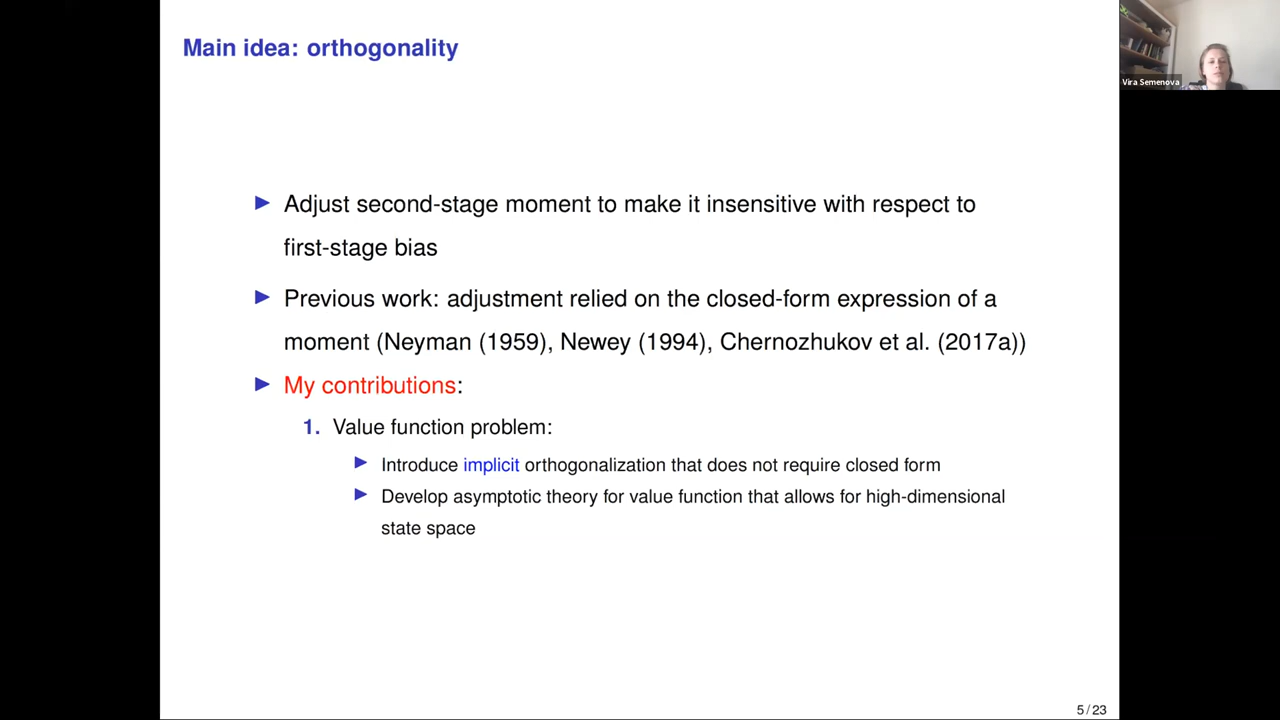 Main idea: orthogonality
Vira Semenova
Adjust second-stage moment to make it insensitive with respect to
first-stage bias
Previous work: adjustment relied on the closed-form expression of a
moment (Neyman (1959), Newey (1994), Chernozhukov et al. (2017a))
My contributions:
1. Value function problem:
Introduce implicit orthogonalization that does not require closed form
Develop asymptotic theory for value function that allows for high-dimensional
state space
5 / 23